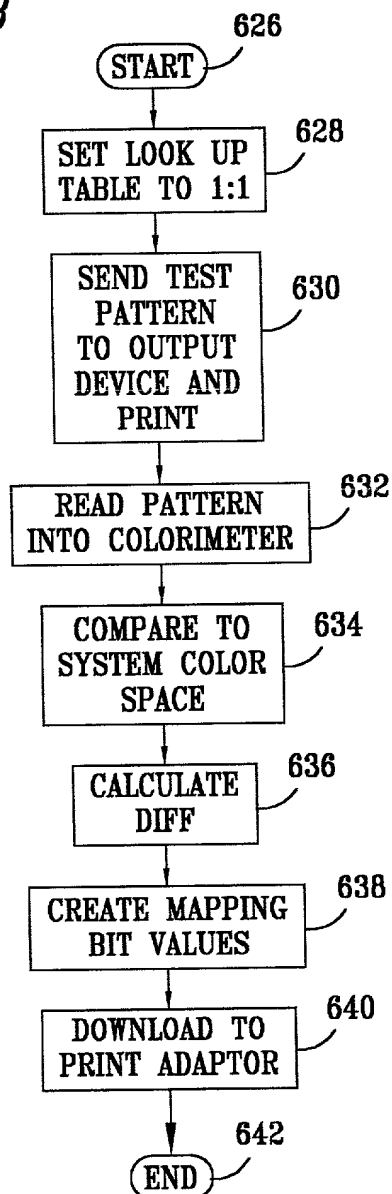 626
START
628
SET LOOK UP
TABLE TO 1:1
630
SEND TEST
PATTERN
TO OUTPUT
DEVICE AND
PRINT
632
READ PATTERN
INTO COLORIMETER
634
COMPARE TO
SYSTEM COLOR
SPACE
636
CALCULATE
DIFF
638
CREATE MAPPING
BIT VALUES
640
DOWNLOAD TO
PRINT ADAPTOR
642
END